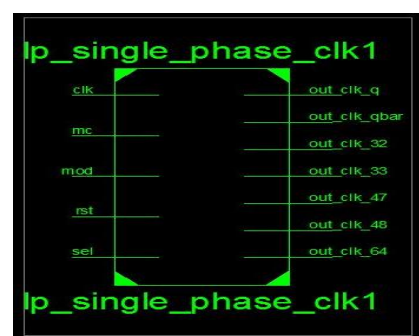 lp_single_phase_clk1
clk
mc
mod
rst
sel
out_clk_q
out_clk_qbar
out_clk_32
out_clk_33
out_clk_47
out_clk_48
out_clk_64
lp_single_phase_clk1